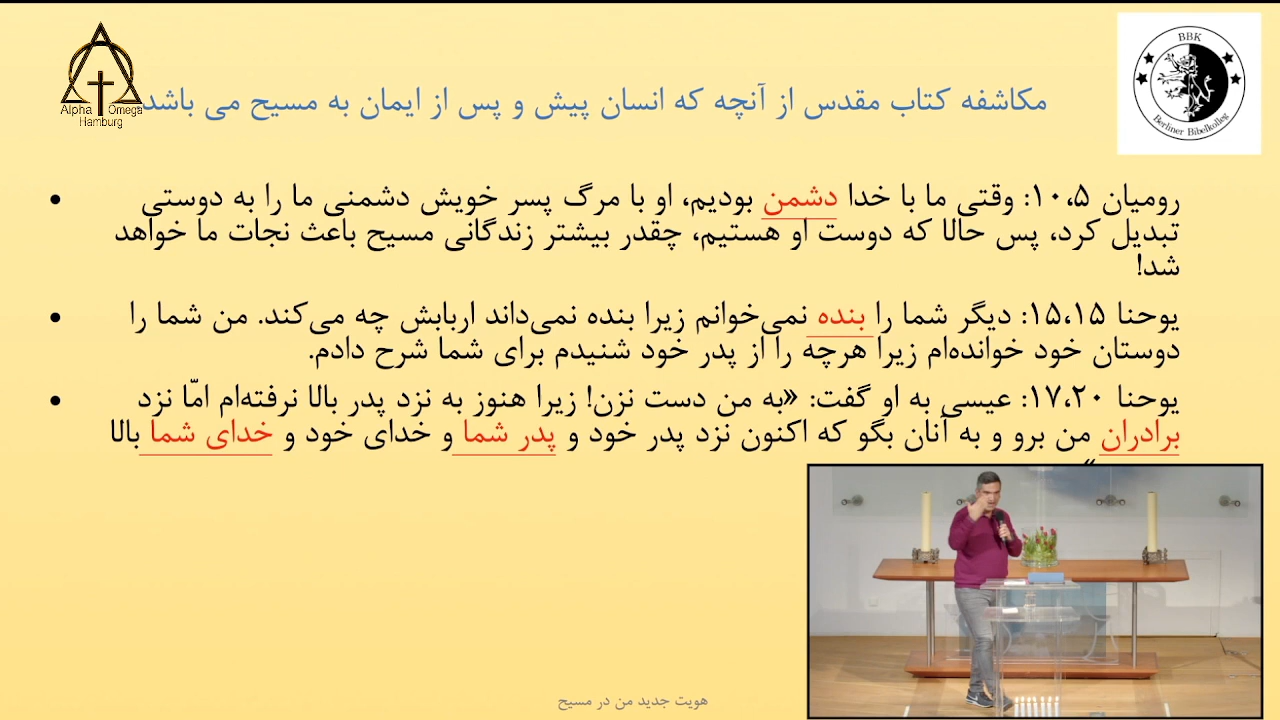 BBK
Berliner Bibelkolleg
Alpha Omega
Hamburg
مکاشفه کتاب مقدس از آنچه که انسان پیش و پس از ایمان به مسیح می باشد
رومیان ۱۰،۵: وقتی ما با خدا دشمن بودیم، او با مرگ پسر خویش دشمنی ما را به دوستی
تبدیل کرد، پس حالا که دوست او هستیم، چقدر بیشتر زندگانی مسیح باعث نجات ما خواهد
شد!
یوحنا ۱۵،۱۵: دیگر شما را بنده نمی‌خوانم زیرا بنده نمی‌داند اربابش چه می‌کند. من شما را
دوستان خود خوانده‌ام زیرا هرچه را از پدر خود شنیدم برای شما شرح دادم.
یوحنا ۱۷،۲۰: عیسی به او گفت: «به من دست نزن! زیرا هنوز به نزد پدر بالا نرفته‌ام امّا نزد
برادران من برو و به آنان بگو که اکنون نزد پدر خود و پدر شما و خدای خود و خدای شما بالا
هویت جدید من در مسیح